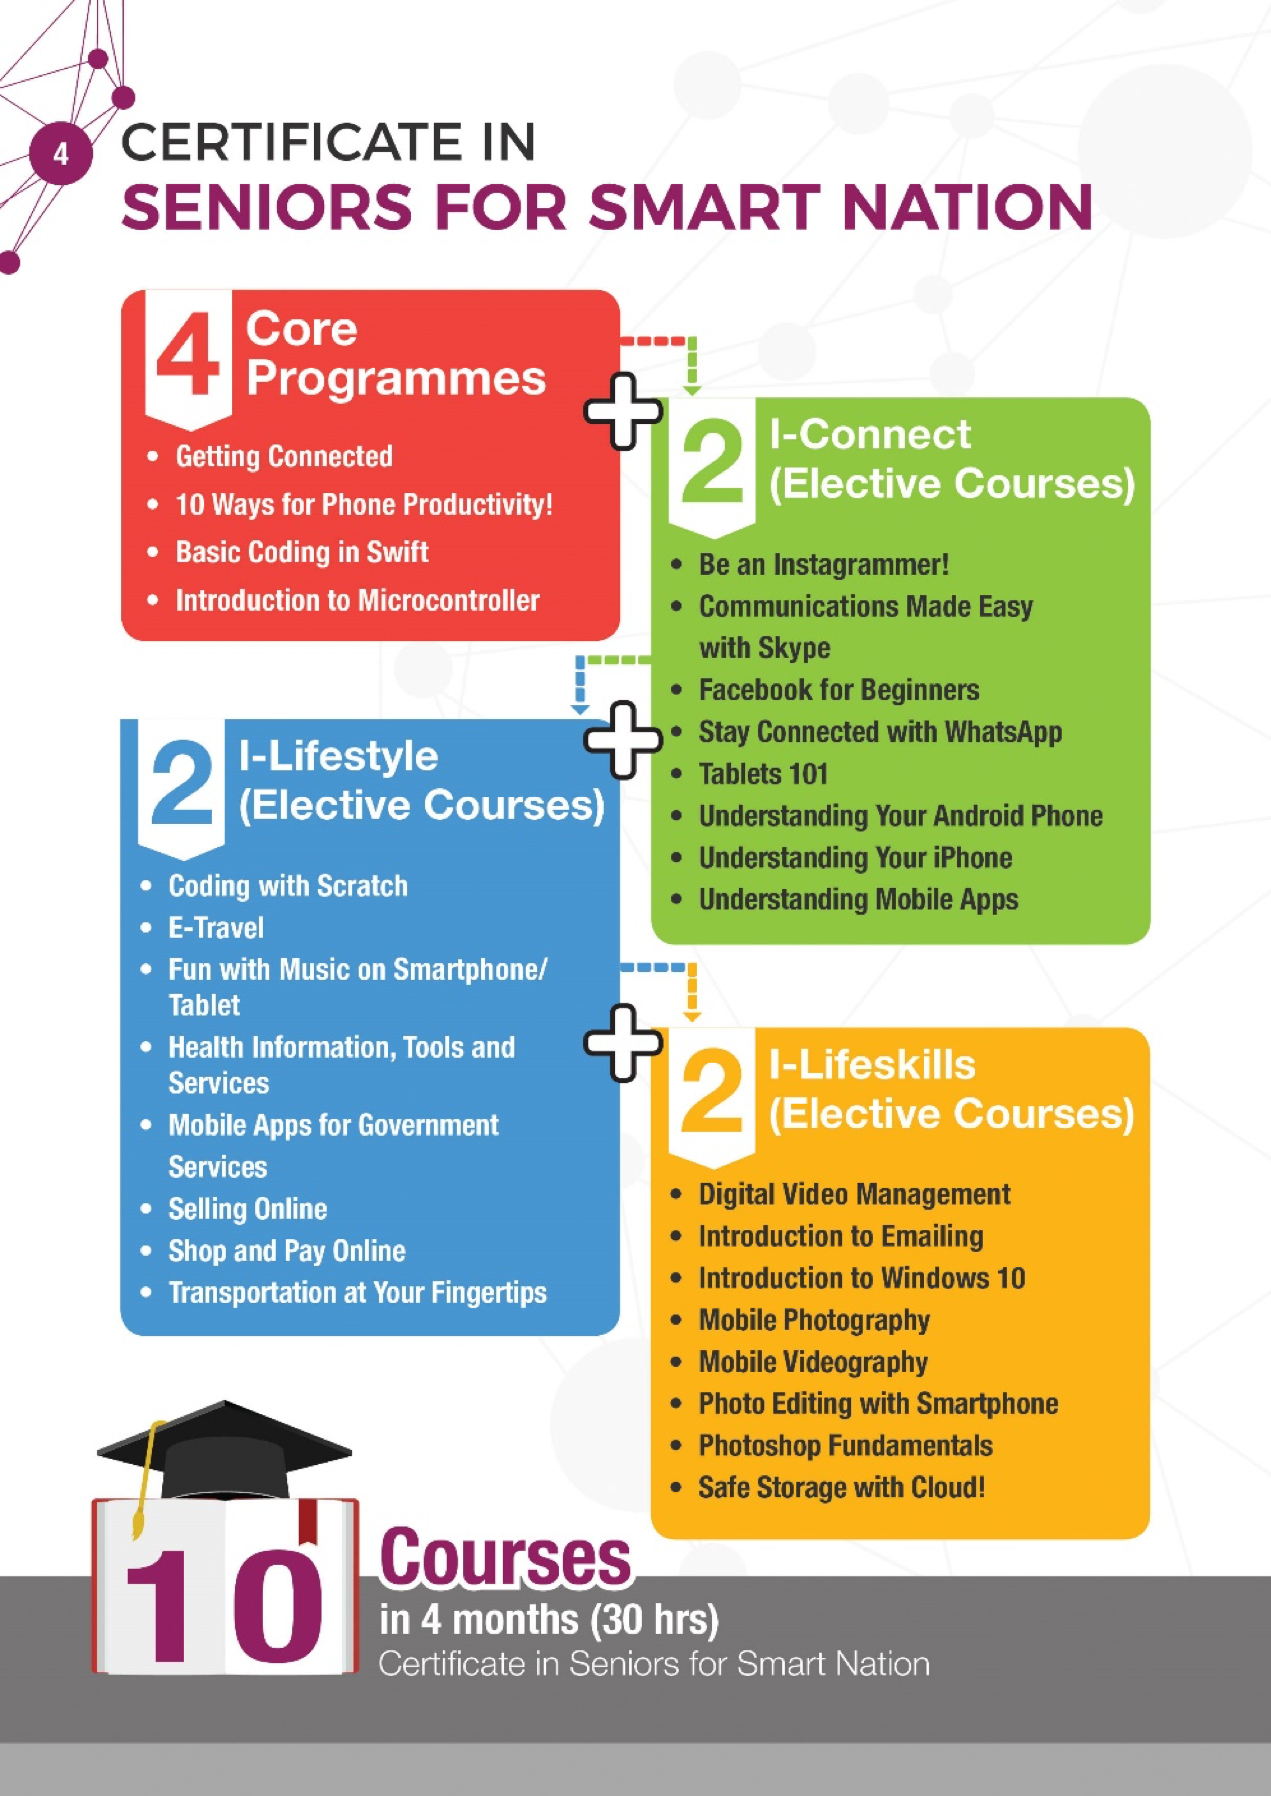 4
CERTIFICATE IN
SENIORS FOR SMART NATION
4
Core
Programmes
• Getting Connected
• 10 Ways for Phone Productivity!
• Basic Coding in Swift
• Introduction to Microcontroller
2
I-Connect
(Elective Courses)
• Be an Instagrammer!
• Communications Made Easy
with Skype
• Facebook for Beginners
• Stay Connected with WhatsApp
• Tablets 101
• Understanding Your Android Phone
• Understanding Your iPhone
• Understanding Mobile Apps
2
I-Lifestyle
(Elective Courses)
• Coding with Scratch
• E-Travel
• Fun with Music on Smartphone/
Tablet
• Health Information, Tools and
Services
• Mobile Apps for Government
Services
• Selling Online
• Shop and Pay Online
• Transportation at Your Fingertips
2
I-Lifeskills
(Elective Courses)
• Digital Video Management
• Introduction to Emailing
• Introduction to Windows 10
• Mobile Photography
• Mobile Videography
• Photo Editing with Smartphone
• Photoshop Fundamentals
• Safe Storage with Cloud!
10
Courses
in 4 months (30 hrs)
Certificate in Seniors for Smart Nation